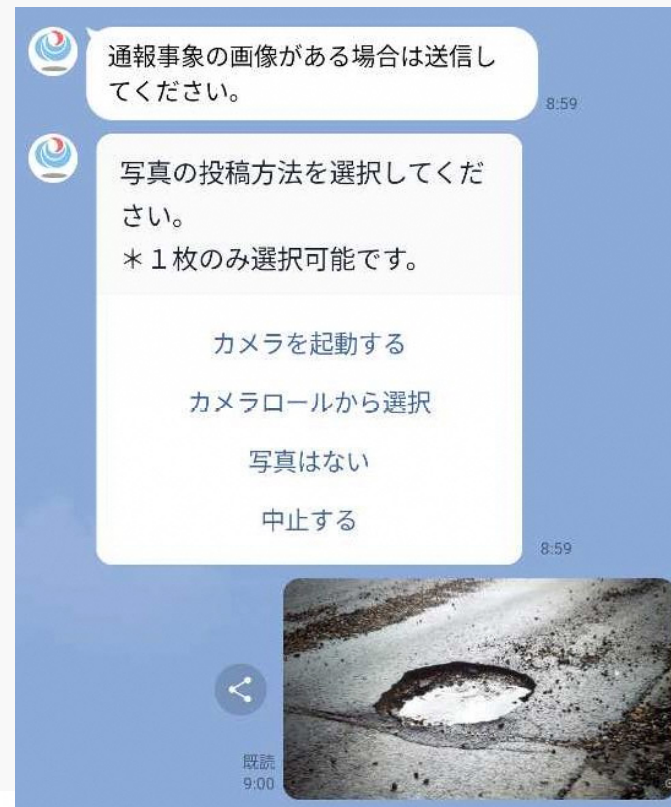 通報事象の画像がある場合は送信し
てください。
8:59
写真の投稿方法を選択してくだ
さい。
＊１枚のみ選択可能です。
カメラを起動する
カメラロールから選択
写真はない
中止する
8:59
既読
9:00